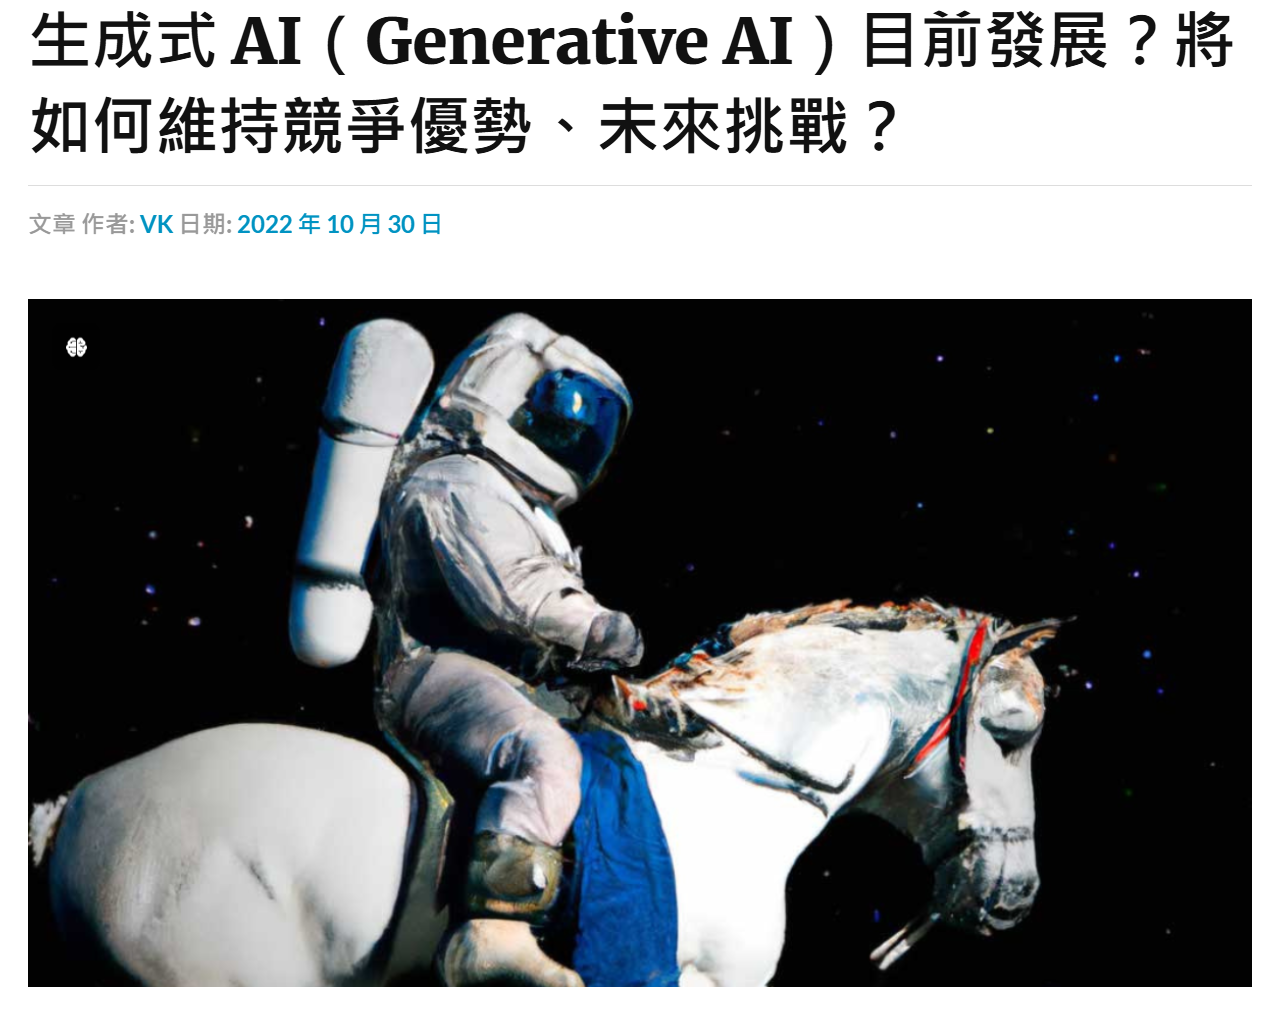 生成式 AI（Generative AI）目前發展？將
如何維持競爭優勢、未來挑戰？
文章 作者: VK 日期: 2022 年 10 月 30 日